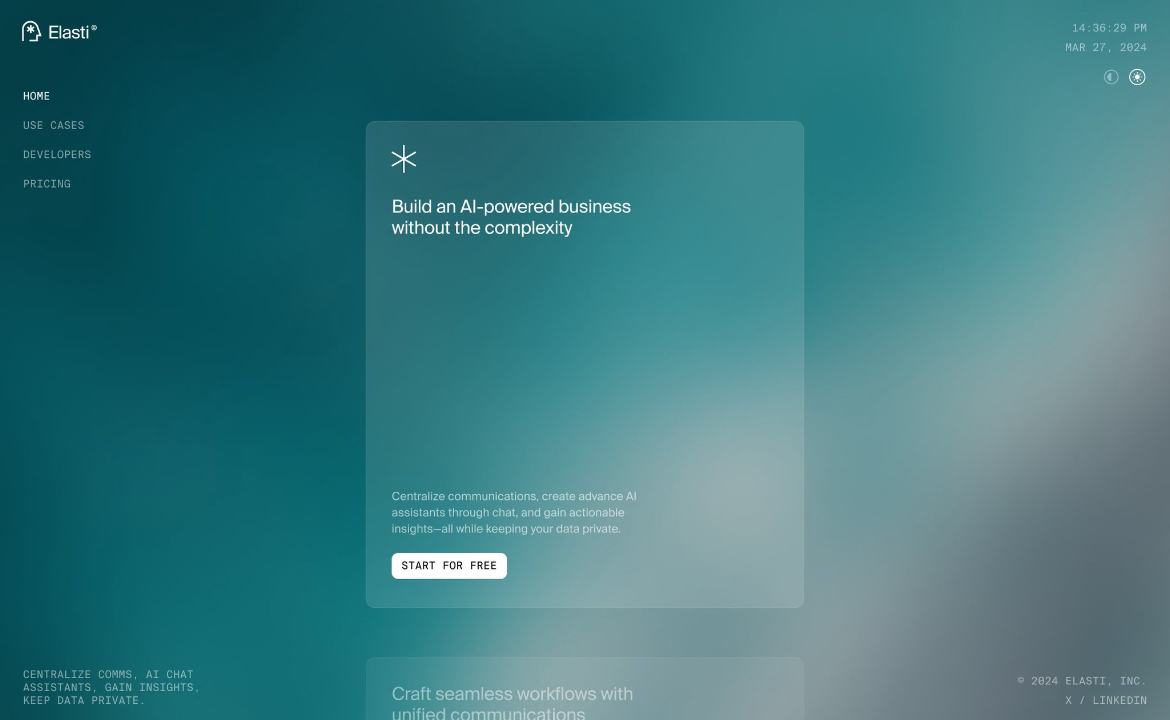 Elasti®
14:36:29 PM
MAR 27, 2024
HOME
USE CASES
DEVELOPERS
PRICING
Build an AI-powered business
without the complexity
Centralize communications, create advance AI
assistants through chat, and gain actionable
insights—all while keeping your data private.
START FOR FREE
CENTRALIZE COMMS, AI CHAT
ASSISTANTS, GAIN INSIGHTS,
KEEP DATA PRIVATE.
Craft seamless workflows with
unified communications
© 2024 ELASTI, INC.
X / LINKEDIN